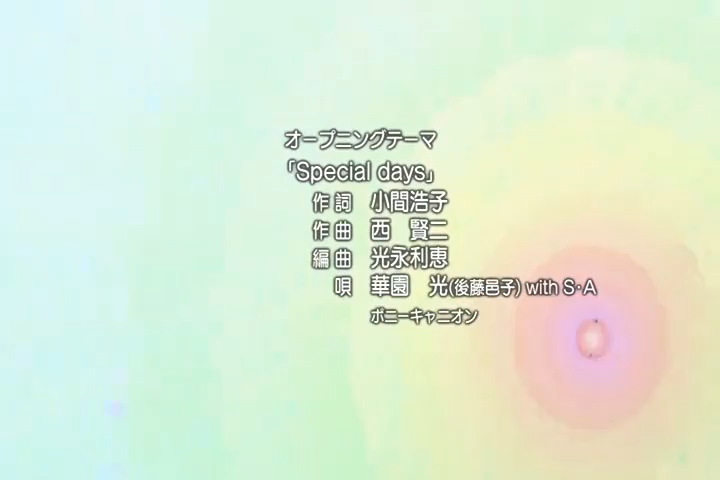 オープニングテーマ
「Special days」
作詞　小間浩子
作曲　西　賢二
編曲　光永利恵
唄　華園　光(後藤邑子) with S・A
ポニーキャニオン